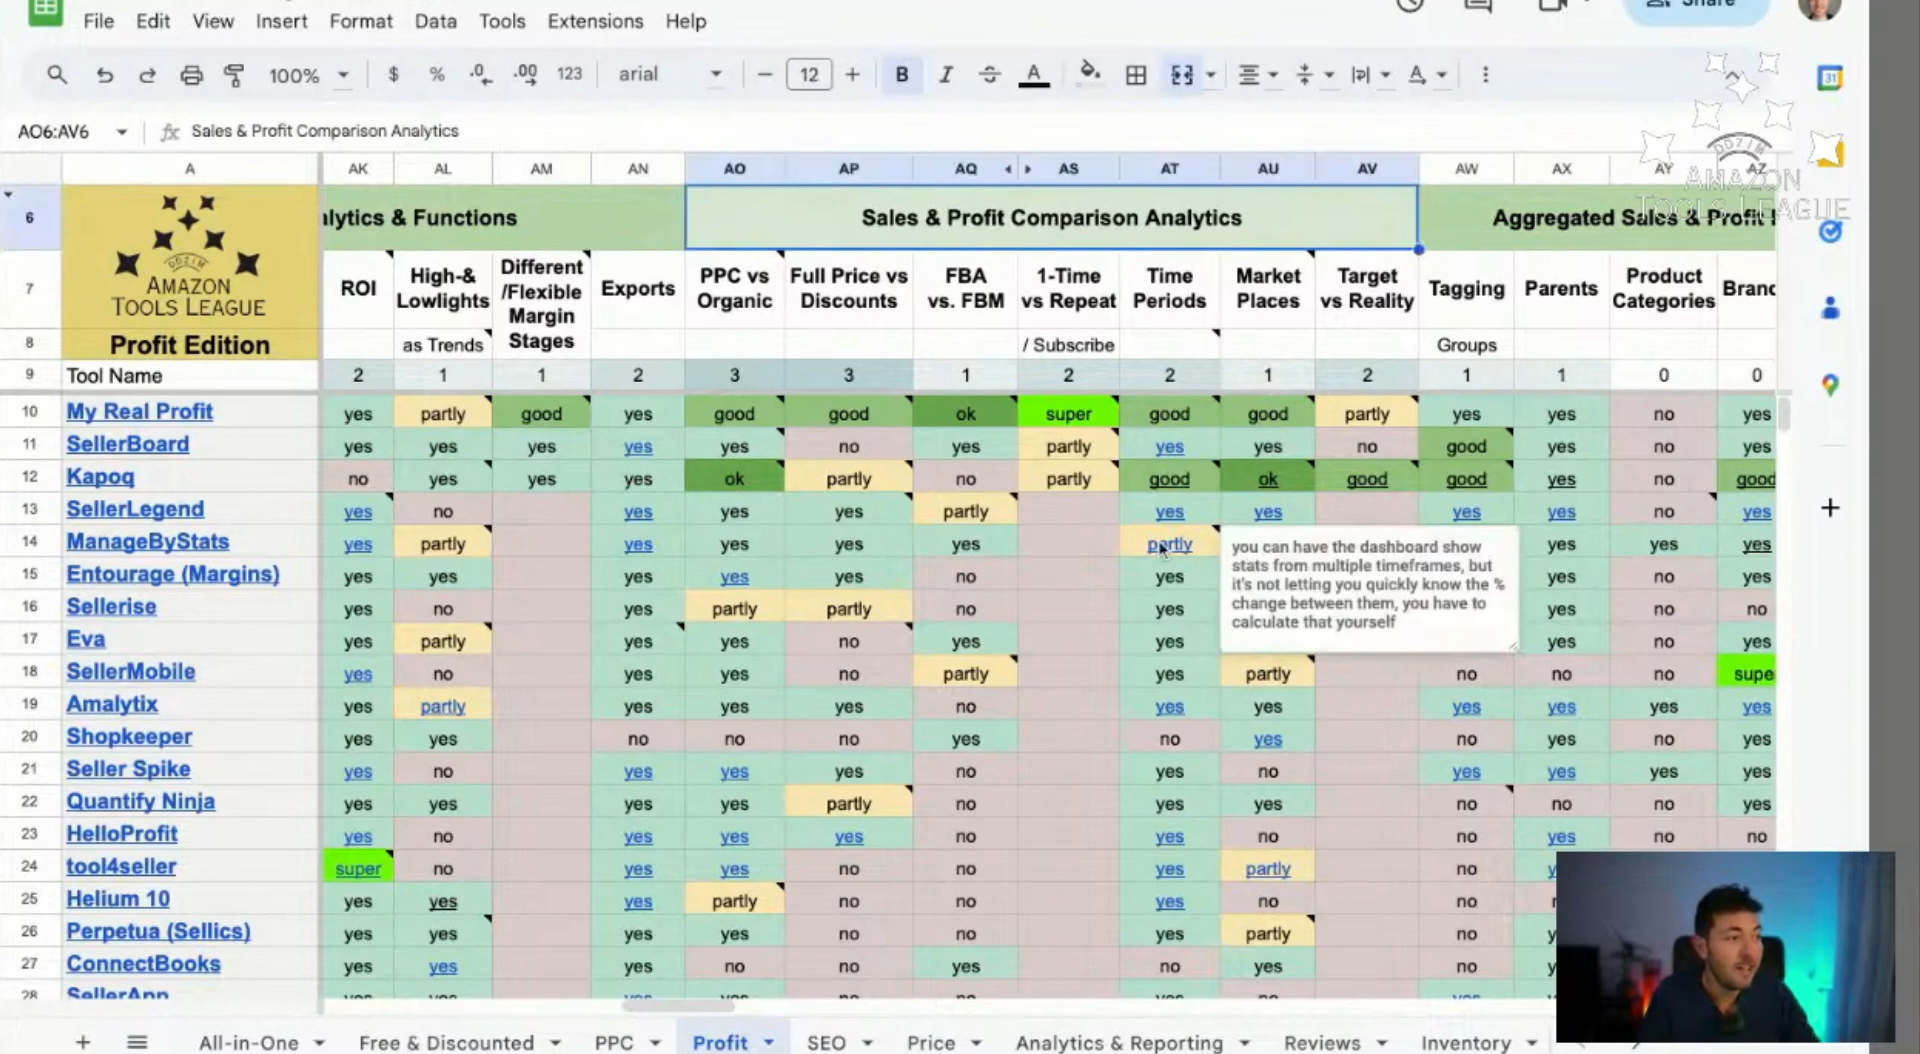 File Edit View Insert Format Data Tools Extensions Help
Share
100% $ % .0 .00 123 arial 12 B I A
AO6:AV6 fx Sales & Profit Comparison Analytics
A AK AL AM AN AO AP AQ AS AT AU AV AW AX AY AZ
6 alytics & Functions Sales & Profit Comparison Analytics Aggregated Sales & Profit
DDZIM
AMAZON
TOOLS LEAGUE
DDZIM
AMAZON
TOOLS LEAGUE
7 ROI High-& Lowlights Different /Flexible Margin Stages Exports PPC vs Organic Full Price vs Discounts FBA vs. FBM 1-Time vs Repeat Time Periods Market Places Target vs Reality Tagging Parents Product Categories Brand
8 Profit Edition as Trends / Subscribe Groups
9 Tool Name 2 1 1 2 3 3 1 2 2 1 2 1 1 0 0
10 My Real Profit yes partly good yes good good ok super good good partly yes yes no yes
11 SellerBoard yes yes yes yes yes no yes partly yes yes no good yes no yes
12 Kapoq no yes yes yes ok partly no partly good ok good good yes no good
13 SellerLegend yes no yes yes yes partly yes yes yes yes no yes
14 ManageByStats yes partly yes yes yes yes partly yes yes yes
15 Entourage (Margins) yes yes yes yes yes no yes yes no yes
16 Sellerise yes no yes partly partly no yes yes no no
17 Eva yes partly yes yes no yes yes yes no yes
you can have the dashboard show
stats from multiple timeframes, but
it's not letting you quickly know the %
change between them, you have to
calculate that yourself
18 SellerMobile yes no yes yes no partly yes partly no no no supe
19 Amalytix yes partly yes yes yes no yes yes yes yes yes yes
20 Shopkeeper yes yes no no no yes no yes no yes no yes
21 Seller Spike yes no yes yes yes no yes no yes yes yes yes
22 Quantify Ninja yes yes yes yes partly no yes yes no no no yes
23 HelloProfit yes no yes yes yes no yes no no yes no no
24 tool4seller super no yes yes no no yes partly no
25 Helium 10 yes yes yes partly no no yes no no
26 Perpetua (Sellics) yes yes yes yes no no yes partly no
27 ConnectBooks yes yes yes no no yes no yes no
28 SellerApp yes yes yes yes no no yes no yes
All-in-One Free & Discounted PPC Profit SEO Price Analytics & Reporting Reviews Inventory